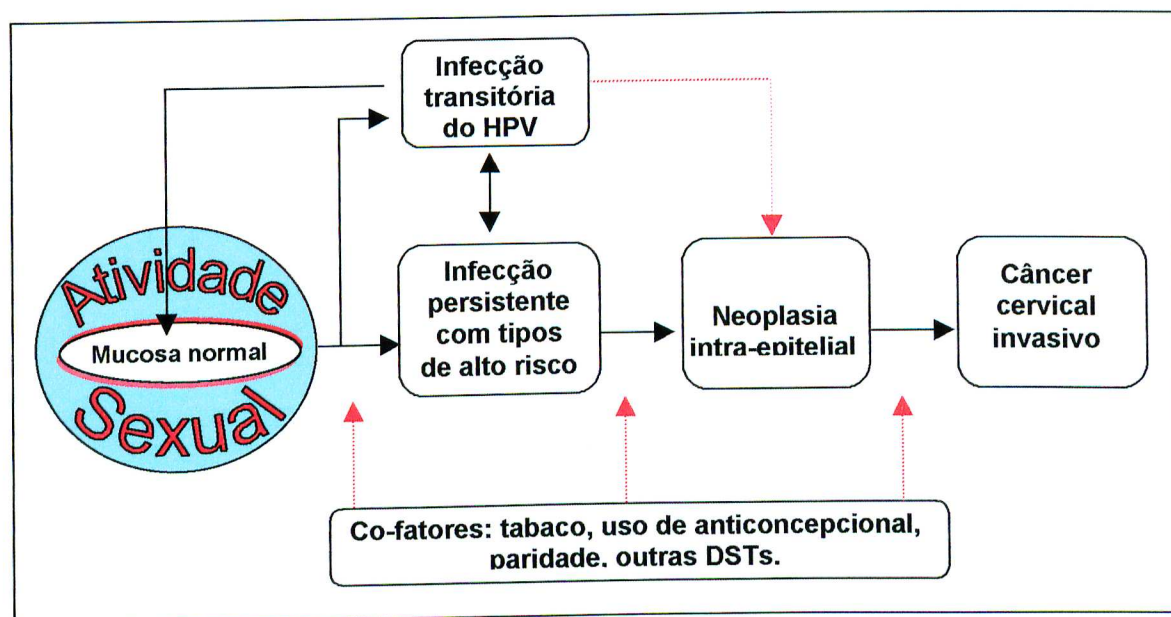 Infecção
transitória
do HPV
Atividade
Mucosa normal
Sexual
Infecção
persistente
com tipos
de alto risco
Neoplasia
intra-epitelial
Câncer
cervical
invasivo
Co-fatores: tabaco, uso de anticoncepcional,
paridade, outras DSTs.